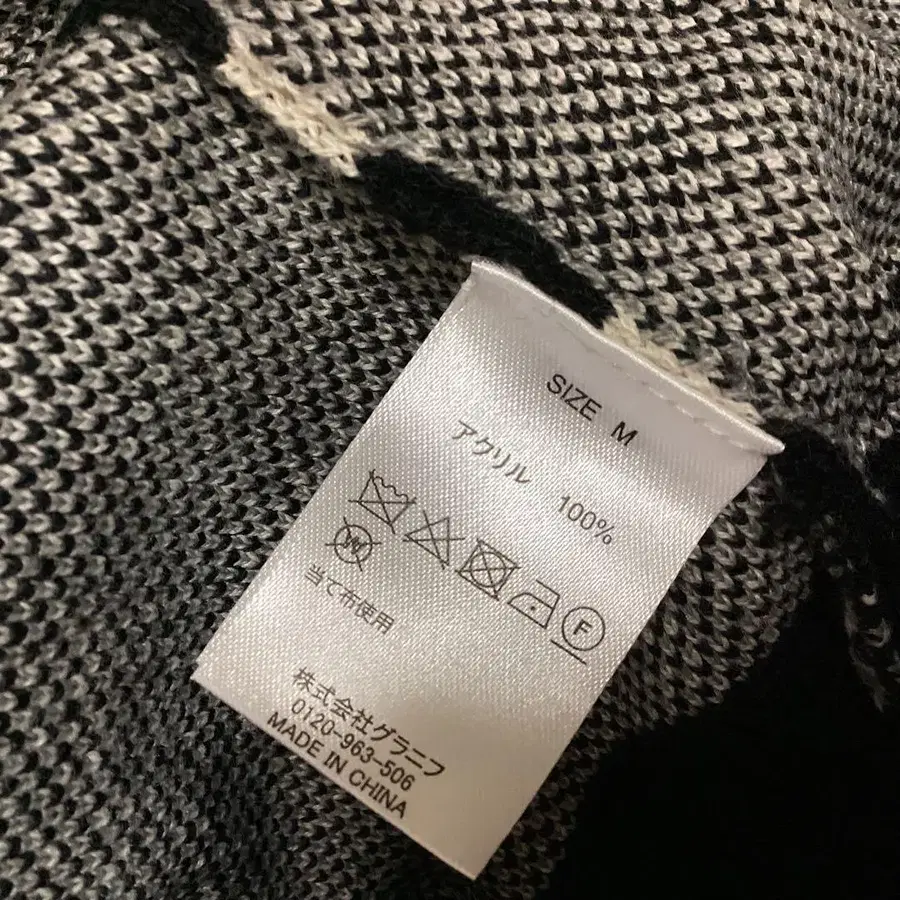 SIZE M
アクリル 100%
F
W
当て布使用
株式会社グラニフ
0120-963-506
MADE IN CHINA